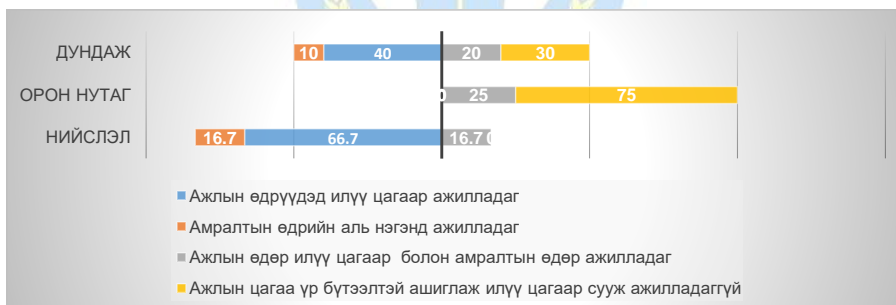 ДУНДАЖ
10 40 20 30
ОРОН НУТАГ
0 25 75
НИЙСЛЭЛ
16.7 66.7 16.7 0
Ажлын өдрүүдэд илүү цагаар ажилладаг
Амралтын өдрийн аль нэгэнд ажилладаг
Ажлын өдөр илүү цагаар болон амралтын өдөр ажилладаг
Ажлын цагаа үр бүтээлтэй ашиглаж илүү цагаар сууж ажилладаггүй